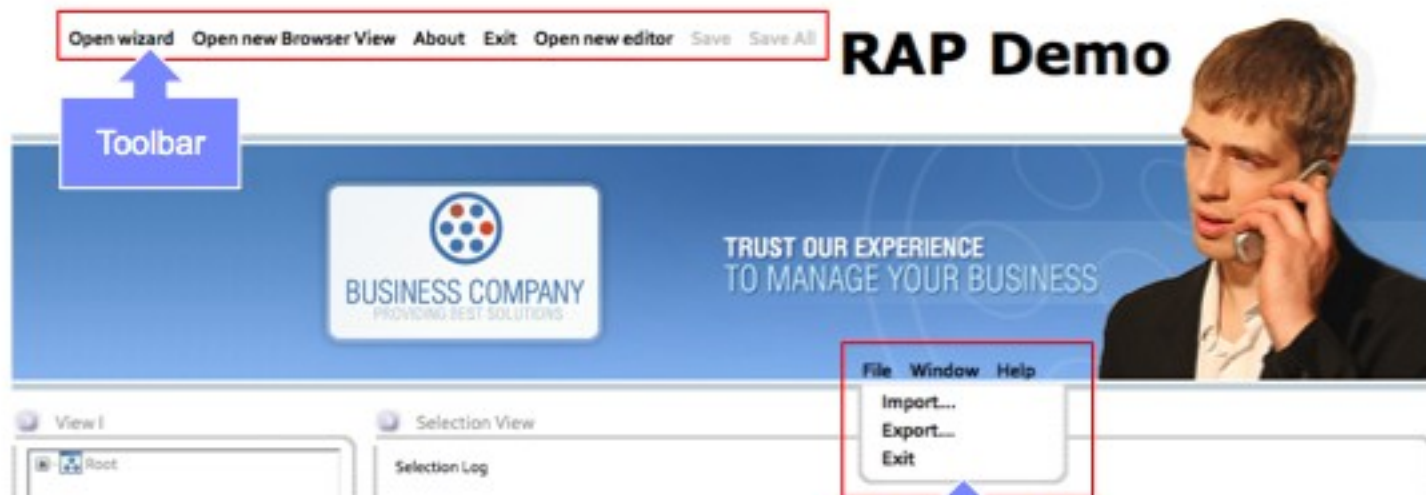 Open wizard Open new Browser View About Exit Open new editor Save Save All
RAP Demo
Toolbar
BUSINESS COMPANY
PROVIDING BEST SOLUTIONS
TRUST OUR EXPERIENCE
TO MANAGE YOUR BUSINESS
File Window Help
Import...
Export...
Exit
View I
Selection View
Root
Selection Log